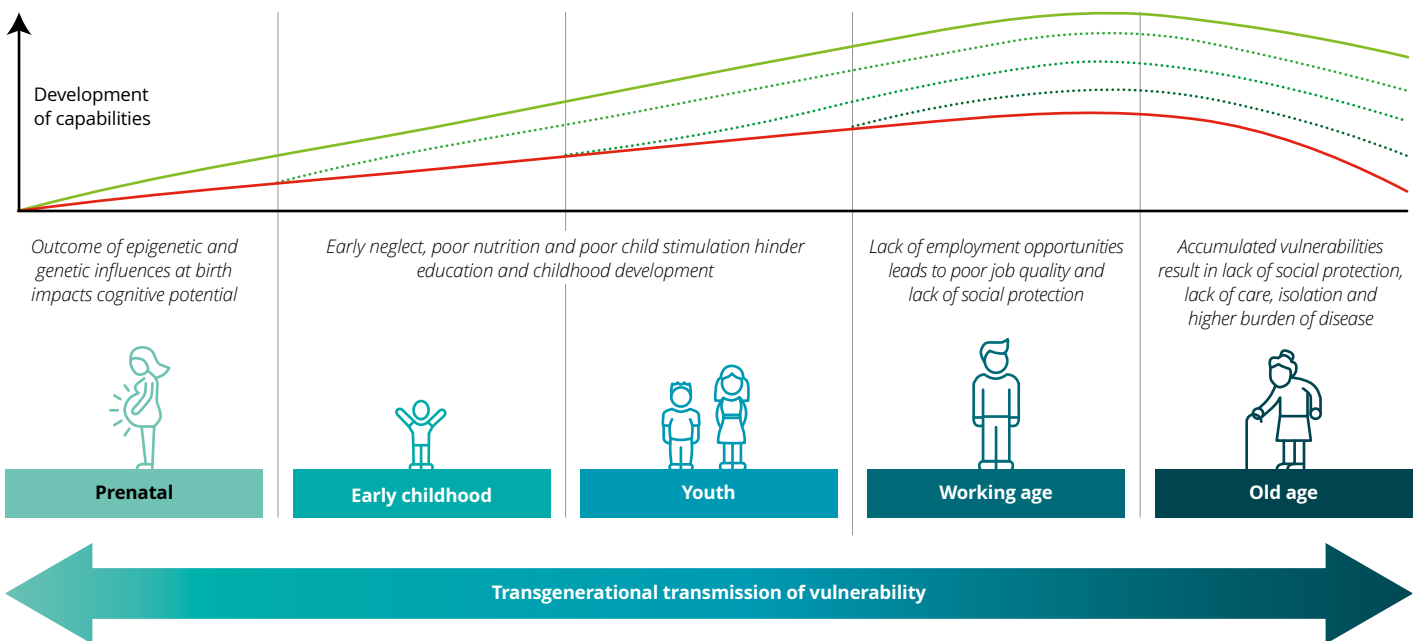 Development
of capabilities
Outcome of epigenetic and
genetic influences at birth
impacts cognitive potential
Early neglect, poor nutrition and poor child stimulation hinder
education and childhood development
Lack of employment opportunities
leads to poor job quality and
lack of social protection
Accumulated vulnerabilities
result in lack of social protection,
lack of care, isolation and
higher burden of disease
Prenatal
Early childhood
Youth
Working age
Old age
Transgenerational transmission of vulnerability